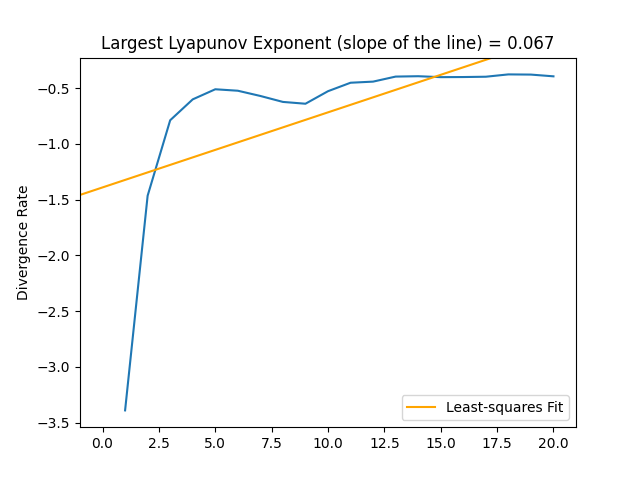 Largest Lyapunov Exponent (slope of the line) = 0.067
Divergence Rate
−0.5
−1.0
−1.5
−2.0
−2.5
−3.0
−3.5
Least-squares Fit
0.0 2.5 5.0 7.5 10.0 12.5 15.0 17.5 20.0